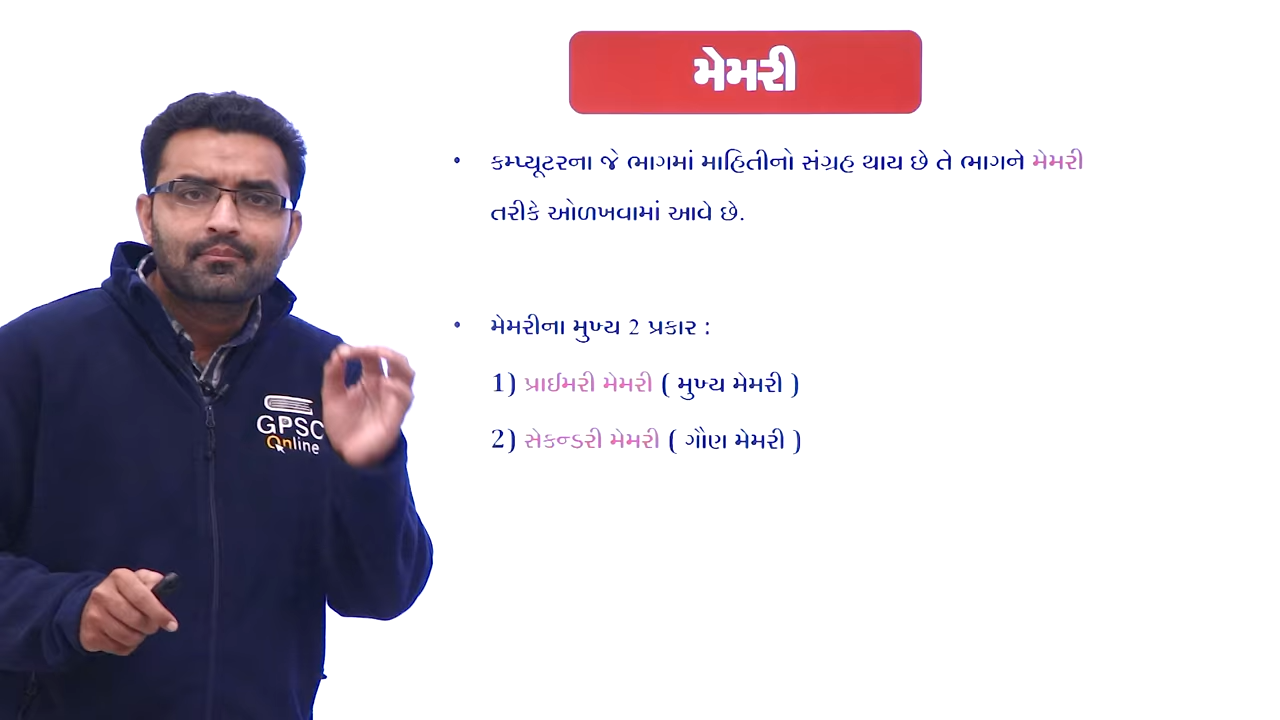 મેમરી
• કમ્પ્યૂટરના જે ભાગમાં માહિતીનો સંગ્રહ થાય છે તે ભાગને મેમરી
તરીકે ઓળખવામાં આવે છે.
• મેમરીના મુખ્ય 2 પ્રકાર :
1) પ્રાઈમરી મેમરી ( મુખ્ય મેમરી )
2) સેકન્ડરી મેમરી ( ગૌણ મેમરી )
GPSC
Online